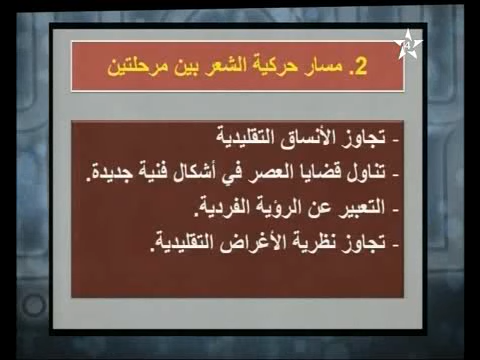 2. مسار حركية الشعر بين مرحلتين
- تجاوز الأنساق التقليدية
- تناول قضايا العصر في أشكال فنية جديدة.
- التعبير عن الرؤية الفردية.
- تجاوز نظرية الأغراض التقليدية.
4